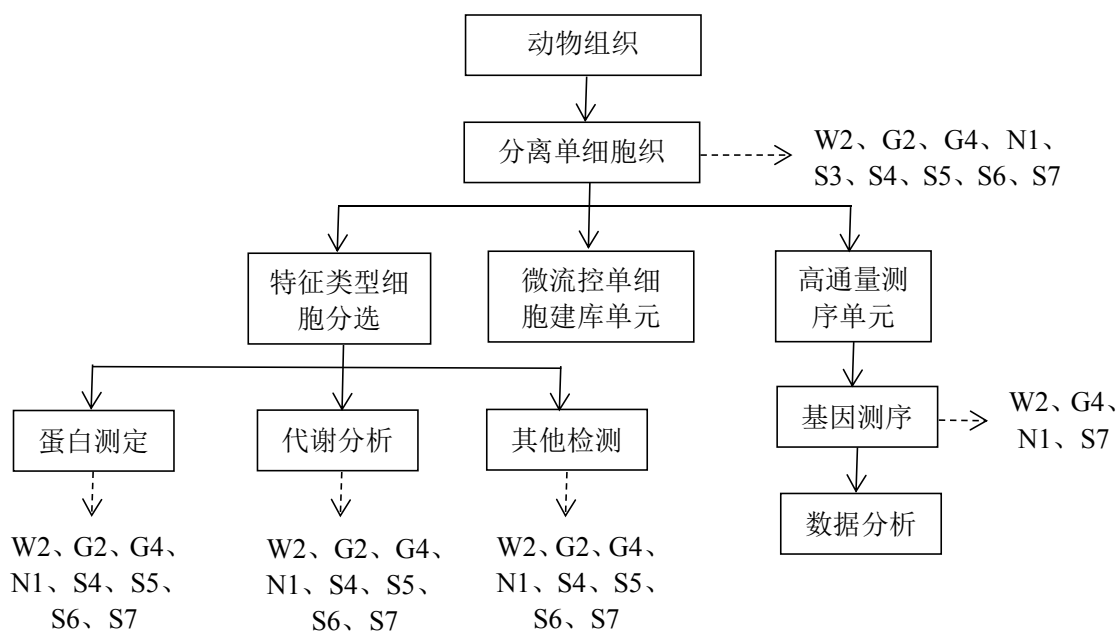 动物组织
分离单细胞织
W2、G2、G4、N1、
S3、S4、S5、S6、S7
特征类型细
胞分选
微流控单细
胞建库单元
高通量测
序单元
蛋白测定
代谢分析
其他检测
基因测序
W2、G4、
N1、S7
数据分析
W2、G2、G4、
N1、S4、S5、
S6、S7
W2、G2、G4、
N1、S4、S5、
S6、S7
W2、G2、G4、
N1、S4、S5、
S6、S7